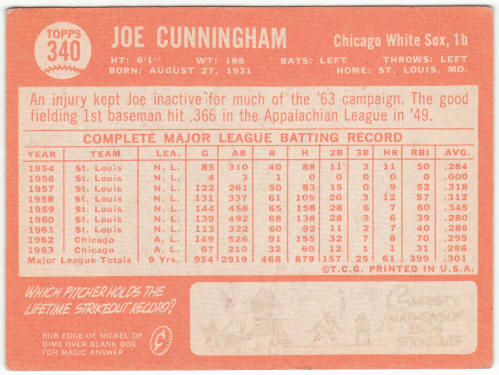 TOPPS
340
JOE CUNNINGHAM
Chicago White Sox, 1b
HT: 6'1" WT: 188 BATS: LEFT THROWS: LEFT
BORN: AUGUST 27, 1931 HOME: ST. LOUIS, MO.
An injury kept Joe inactive for much of the '63 campaign. The good
fielding 1st baseman hit .366 in the Appalachian League in '49.
COMPLETE MAJOR LEAGUE BATTING RECORD
YEAR TEAM LEA. G AB R H 2B 3B HR RBI AVG.
1954 St. Louis N. L. 85 310 40 88 11 3 11 50 .284
1956 St. Louis N. L. 4 3 1 0 0 0 0 0 .000
1957 St. Louis N. L. 122 261 50 83 15 0 9 52 .318
1958 St. Louis N. L. 131 337 61 105 20 3 12 57 .312
1959 St. Louis N. L. 144 458 65 158 28 6 7 60 .345
1960 St. Louis N. L. 139 492 68 138 28 3 6 39 .280
1961 St. Louis N. L. 113 322 60 92 11 2 7 40 .286
1962 Chicago A. L. 149 526 91 155 32 7 8 70 .295
1963 Chicago A. L. 67 210 32 60 12 1 1 31 .286
Major League Totals 9 Yrs. 954 2919 468 879 157 25 61 399 .301
©T.C.G. PRINTED IN U.S.A.
WHICH PITCHER HOLDS THE
LIFETIME STRIKEOUT RECORD?
RUB EDGE OF NICKEL OR
DIME OVER BLANK BOX
FOR MAGIC ANSWER
¢
CHRISTY
MATHEWSON
STRIKEOUTS